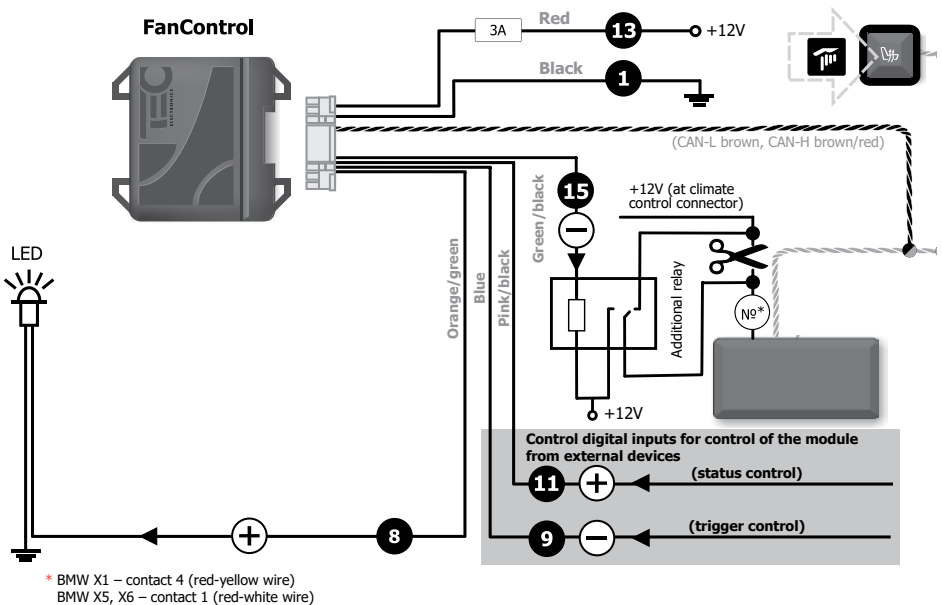 FanControl
TEC
ELECTRONICS
Red
3A
13
+12V
Black
1
(CAN-L brown, CAN-H brown/red)
15
Green/black
+12V (at climate
control connector)
LED
Orange/green
Blue
Pink/black
Additional relay
Nº*
+12V
Control digital inputs for control of the module
from external devices
11
(status control)
9
(trigger control)
8
* BMW X1 – contact 4 (red-yellow wire)
BMW X5, X6 – contact 1 (red-white wire)